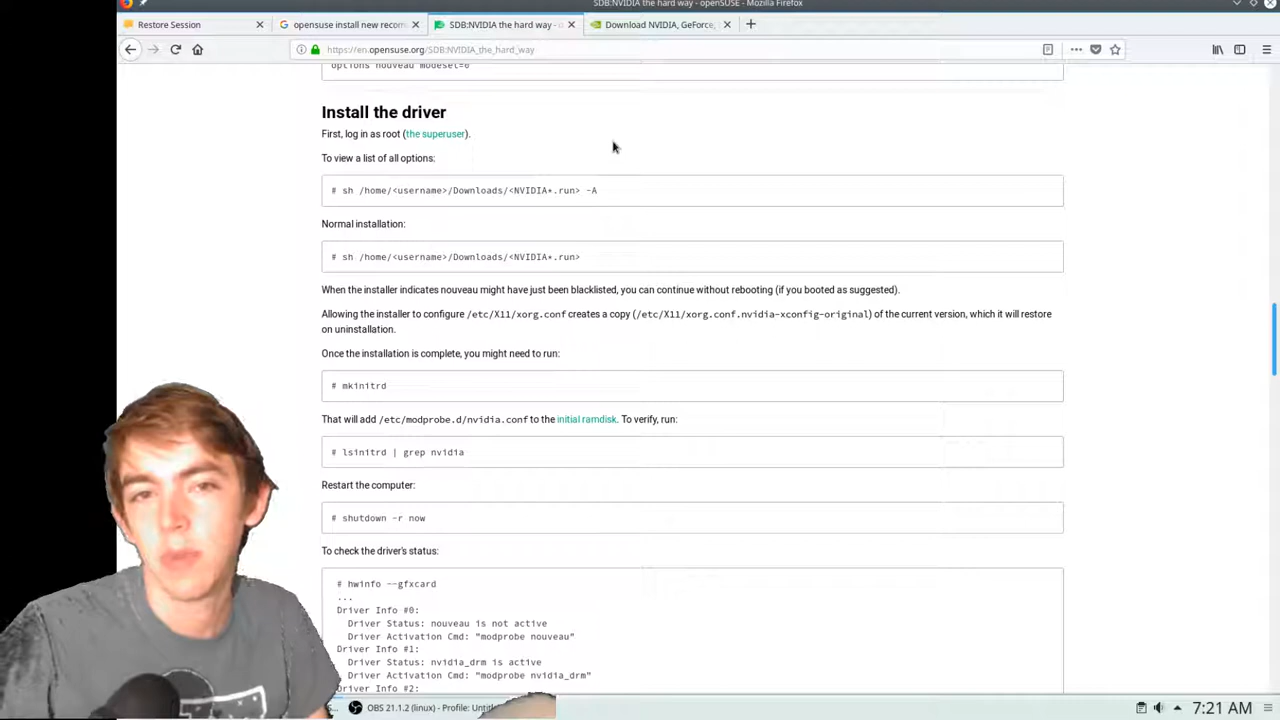 SDB:NVIDIA the hard way - openSUSE - Mozilla Firefox
Restore Session
opensuse install new recom
SDB:NVIDIA the hard way - o
Download NVIDIA, GeForce,
https://en.opensuse.org/SDB:NVIDIA_the_hard_way
options nouveau modeset=0
Install the driver
First, log in as root (the superuser).
To view a list of all options:
# sh /home/<username>/Downloads/<NVIDIA*.run> -A
Normal installation:
# sh /home/<username>/Downloads/<NVIDIA*.run>
When the installer indicates nouveau might have just been blacklisted, you can continue without rebooting (if you booted as suggested).
Allowing the installer to configure /etc/X11/xorg.conf creates a copy (/etc/X11/xorg.conf.nvidia-xconfig-original) of the current version, which it will restore
on uninstallation.
Once the installation is complete, you might need to run:
# mkinitrd
That will add /etc/modprobe.d/nvidia.conf to the initial ramdisk. To verify, run:
# lsinitrd | grep nvidia
Restart the computer:
# shutdown -r now
To check the driver's status:
# hwinfo --gfxcard
...
Driver Info #0:
Driver Status: nouveau is not active
Driver Activation Cmd: "modprobe nouveau"
Driver Info #1:
Driver Status: nvidia_drm is active
Driver Activation Cmd: "modprobe nvidia_drm"
Driver Info #2:
OBS 21.1.2 (linux) - Profile: Untit
7:21 AM